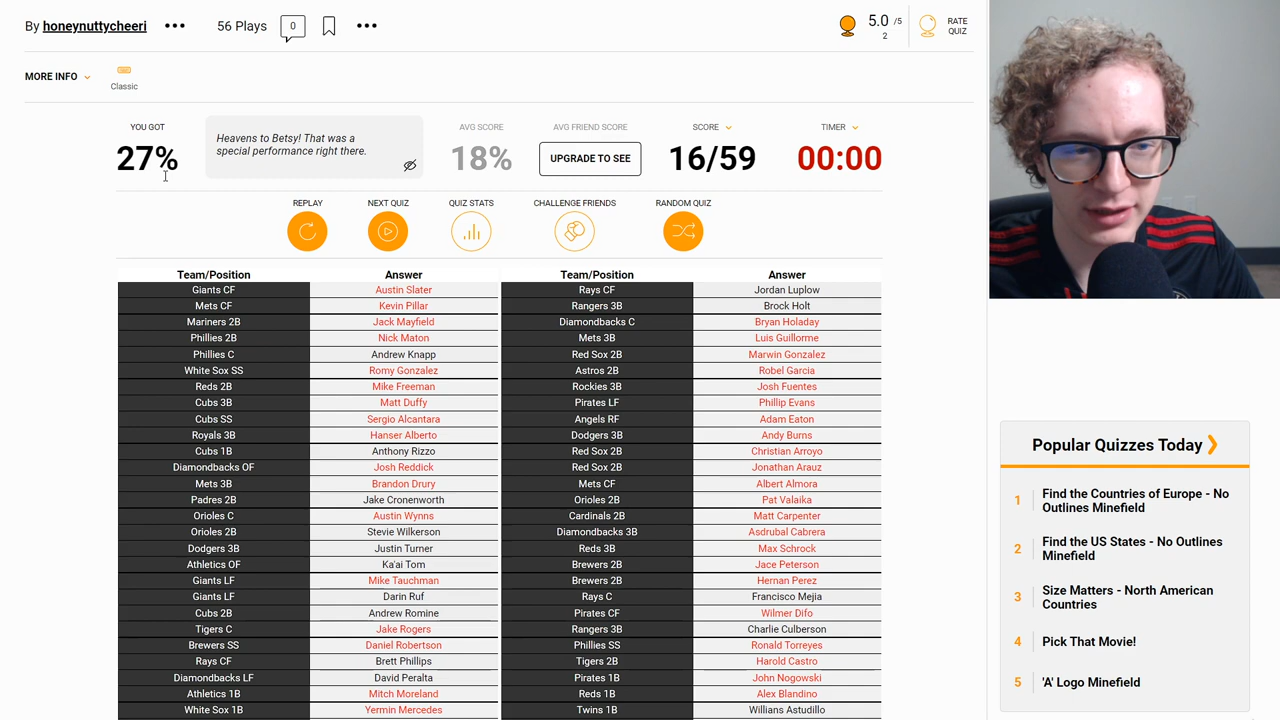 By honeynuttycheeri ••• 56 Plays 0 •••
5.0 /5
2
RATE
QUIZ
MORE INFO
Classic
YOU GOT
27%
Heavens to Betsy! That was a
special performance right there.
AVG SCORE
18%
AVG FRIEND SCORE
UPGRADE TO SEE
SCORE
16/59
TIMER
00:00
REPLAY
NEXT QUIZ
QUIZ STATS
CHALLENGE FRIENDS
RANDOM QUIZ
Team/Position Answer Team/Position Answer
Giants CF Austin Slater Rays CF Jordan Luplow
Mets CF Kevin Pillar Rangers 3B Brock Holt
Mariners 2B Jack Mayfield Diamondbacks C Bryan Holaday
Phillies 2B Nick Maton Mets 3B Luis Guillorme
Phillies C Andrew Knapp Red Sox 2B Marwin Gonzalez
White Sox SS Romy Gonzalez Astros 2B Robel Garcia
Reds 2B Mike Freeman Rockies 3B Josh Fuentes
Cubs 3B Matt Duffy Pirates LF Phillip Evans
Cubs SS Sergio Alcantara Angels RF Adam Eaton
Royals 3B Hanser Alberto Dodgers 3B Andy Burns
Cubs 1B Anthony Rizzo Red Sox 2B Christian Arroyo
Diamondbacks OF Josh Reddick Red Sox 2B Jonathan Arauz
Mets 3B Brandon Drury Mets CF Albert Almora
Padres 2B Jake Cronenworth Orioles 2B Pat Valaika
Orioles C Austin Wynns Cardinals 2B Matt Carpenter
Orioles 2B Stevie Wilkerson Diamondbacks 3B Asdrubal Cabrera
Dodgers 3B Justin Turner Reds 3B Max Schrock
Athletics OF Ka'ai Tom Brewers 2B Jace Peterson
Giants LF Mike Tauchman Brewers 2B Hernan Perez
Giants LF Darin Ruf Rays C Francisco Mejia
Cubs 2B Andrew Romine Pirates CF Wilmer Difo
Tigers C Jake Rogers Rangers 3B Charlie Culberson
Brewers SS Daniel Robertson Phillies SS Ronald Torreyes
Rays CF Brett Phillips Tigers 2B Harold Castro
Diamondbacks LF David Peralta Pirates 1B John Nogowski
Athletics 1B Mitch Moreland Reds 1B Alex Blandino
White Sox 1B Yermin Mercedes Twins 1B Willians Astudillo
Popular Quizzes Today
1 Find the Countries of Europe - No
Outlines Minefield
2 Find the US States - No Outlines
Minefield
3 Size Matters - North American
Countries
4 Pick That Movie!
5 'A' Logo Minefield